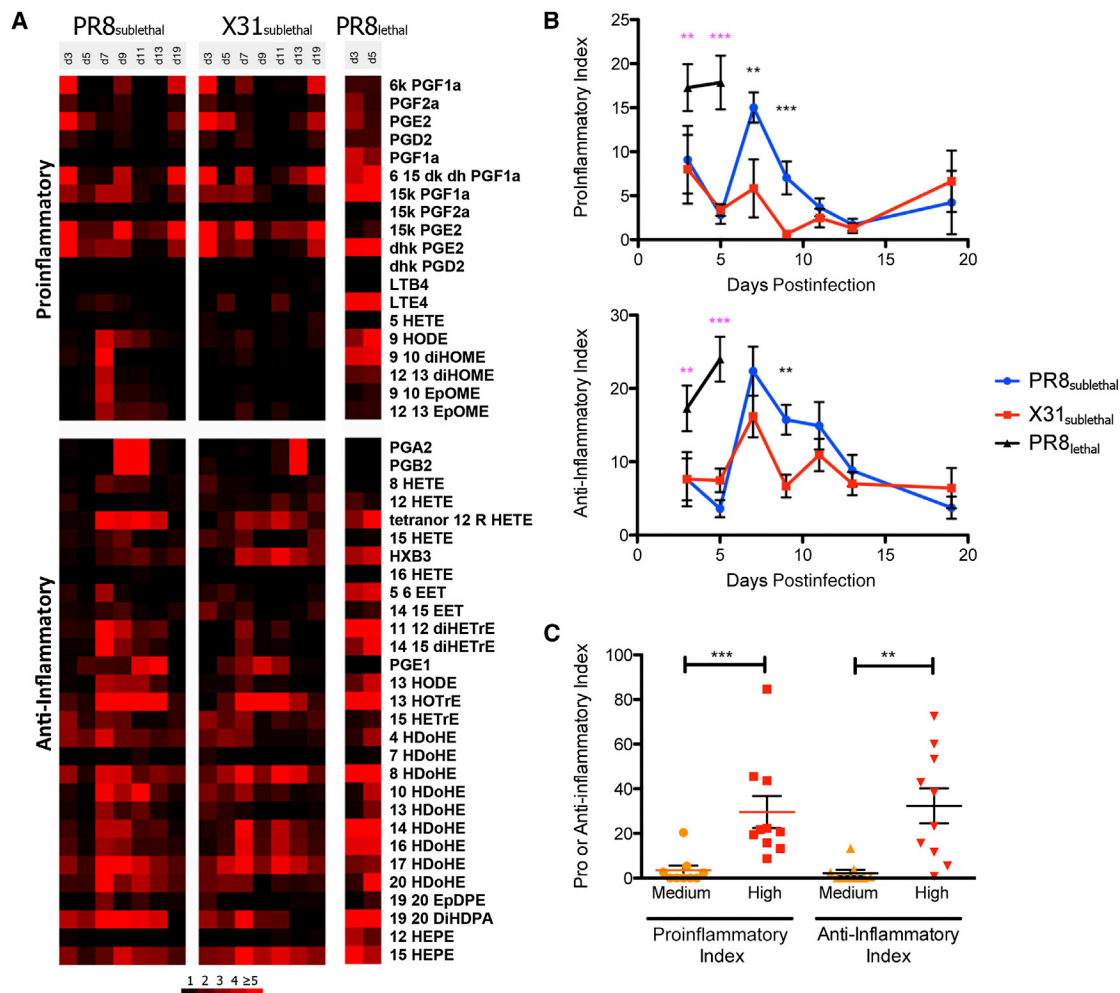 A
PR8sublethal X31sublethal PR8lethal
d3 d5 d7 d9 d11 d13 d19 d3 d5 d7 d9 d11 d13 d19 d3 d5
Proinflammatory
6k PGF1a
PGF2a
PGE2
PGD2
PGF1a
6 15 dk dh PGF1a
15k PGF1a
15k PGF2a
15k PGE2
dhk PGE2
dhk PGD2
LTB4
LTE4
5 HETE
9 HODE
9 10 diHOME
12 13 diHOME
9 10 EpOME
12 13 EpOME
Anti-Inflammatory
PGA2
PGB2
8 HETE
12 HETE
tetranor 12 R HETE
15 HETE
HXB3
16 HETE
5 6 EET
14 15 EET
11 12 diHETrE
14 15 diHETrE
PGE1
13 HODE
13 HOTrE
15 HETrE
4 HDoHE
7 HDoHE
8 HDoHE
10 HDoHE
13 HDoHE
14 HDoHE
16 HDoHE
17 HDoHE
20 HDoHE
19 20 EpDPE
19 20 DiHDPA
12 HEPE
15 HEPE
1 2 3 4 ≥5
B
ProInflammatory Index
25
20
15
10
5
0
** *** ** ***
0 5 10 15 20
Days Postinfection
Anti-Inflammatory Index
30
20
10
0
** *** **
0 5 10 15 20
Days Postinfection
PR8sublethal
X31sublethal
PR8lethal
C
Pro or Anti-inflammatory Index
100
80
60
40
20
0
*** **
Medium High Medium High
Proinflammatory Index
Anti-Inflammatory Index